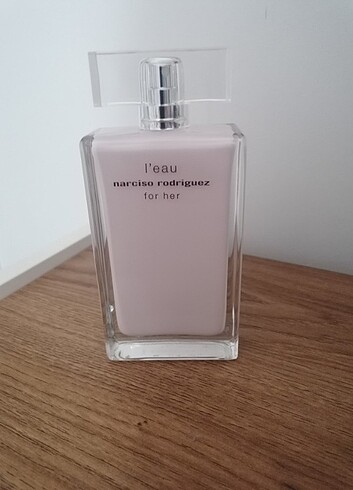 l'eau
narciso rodriguez
for her